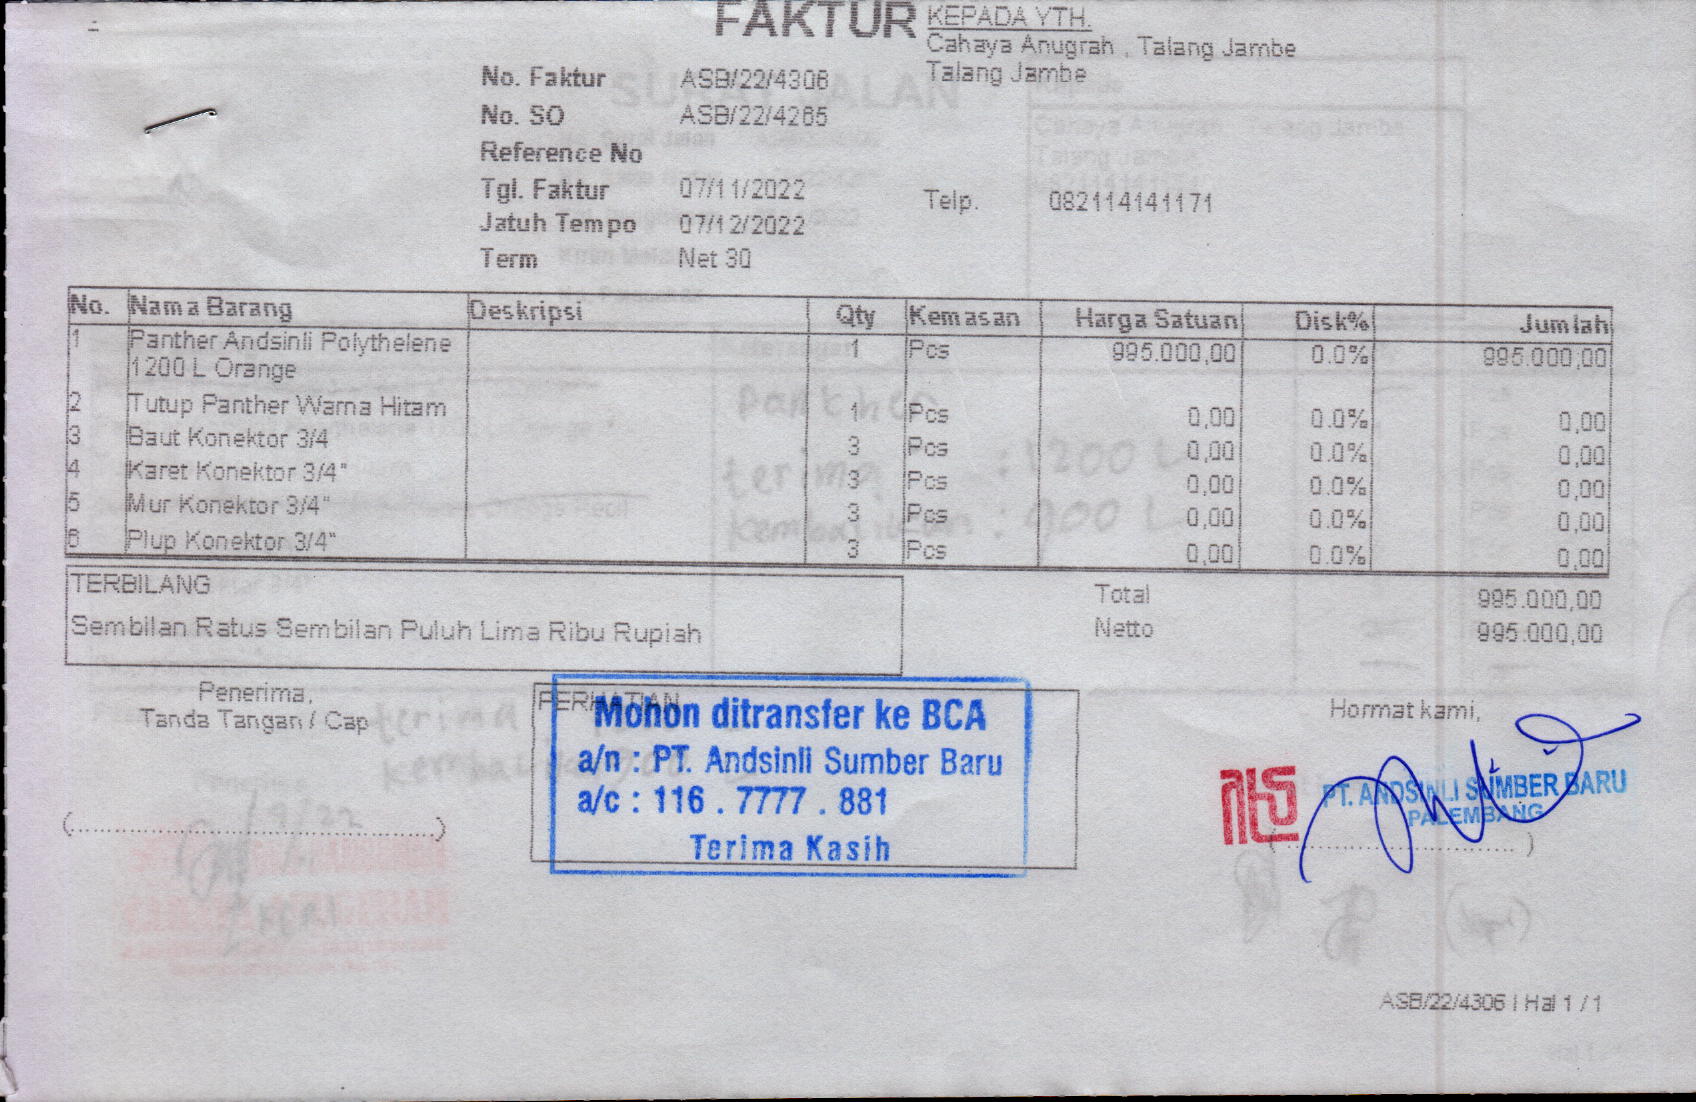 FAKTUR
KEPADA YTH.
Cahaya Anugrah , Talang Jambe
Talang Jambe
No. Faktur ASB/22/4306
No. SO ASB/22/4265
Reference No
Tgl. Faktur 07/11/2022
Telp. 082114141171
Jatuh Tempo 07/12/2022
Term Net 30
No. Nama Barang Deskripsi Qty Kemasan Harga Satuan Disk% Jumlah
1 Panther Andsinli Polythelene 1 Pcs 995.000,00 0.0% 995.000,00
1200 L Orange
2 Tutup Panther Warna Hitam 1 Pcs 0,00 0.0% 0,00
3 Baut Konektor 3/4 3 Pcs 0,00 0.0% 0,00
4 Karet Konektor 3/4" 3 Pcs 0,00 0.0% 0,00
5 Mur Konektor 3/4" 3 Pcs 0,00 0.0% 0,00
6 Plup Konektor 3/4" 3 Pcs 0,00 0.0% 0,00
TERBILANG
Sembilan Ratus Sembilan Puluh Lima Ribu Rupiah
Total 995.000,00
Netto 995.000,00
Penerima,
Tanda Tangan / Cap
PERHATIAN
Mohon ditransfer ke BCA
a/n : PT. Andsinli Sumber Baru
a/c : 116 . 7777 . 881
Terima Kasih
Hormat kami,
PT. ANDSINLI SUMBER BARU
PALEMBANG
SURAT JALAN
Panther
terima : 1200 L
kembalikan : 900 L
terima
ASB/22/4306 | Hal 1 / 1